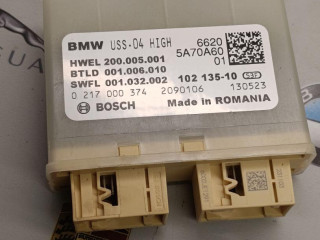 BMW USS-04 HIGH 6620
5A70A60
01
HWEL 200.005.001
BTLD 001.006.010
SWFL 001.032.002 102 135-10
0 217 000 374 2090106 130523
BOSCH Made in ROMANIA